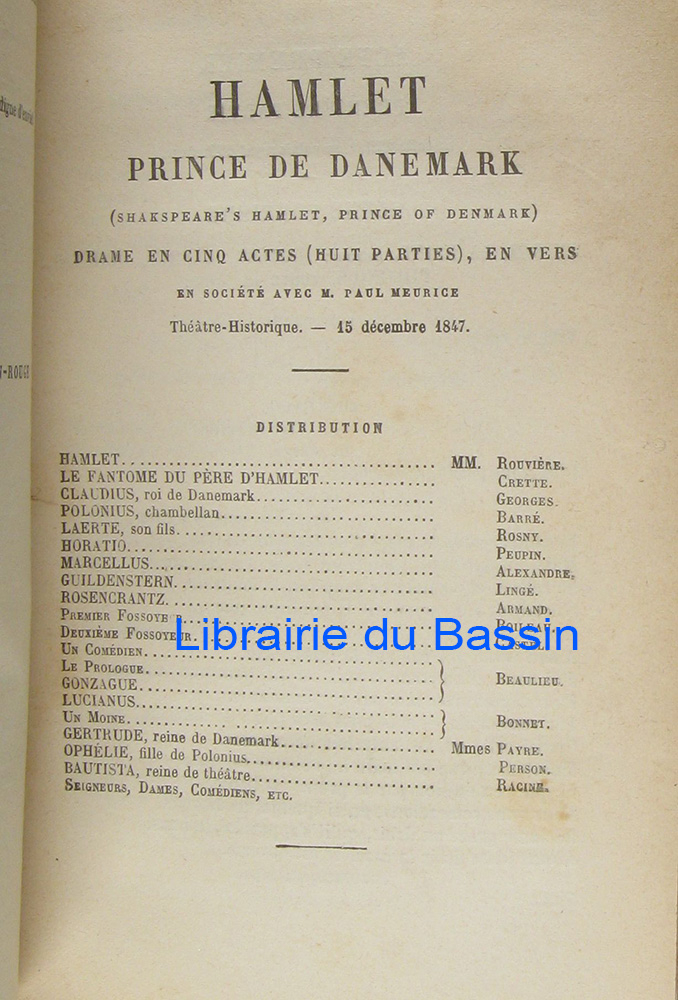 HAMLET
PRINCE DE DANEMARK
(SHAKSPEARE'S HAMLET, PRINCE OF DENMARK)
DRAME EN CINQ ACTES (HUIT PARTIES), EN VERS
EN SOCIÉTÉ AVEC M. PAUL MEURICE
Théâtre-Historique. — 15 décembre 1847.
-ROUGE
DISTRIBUTION
HAMLET. MM. ROUVIÈRE.
LE FANTOME DU PÈRE D'HAMLET. CRETTE.
CLAUDIUS, roi de Danemark. GEORGES.
POLONIUS, chambellan. BARRÉ.
LAERTE, son fils. ROSNY.
HORATIO. PEUPIN.
MARCELLUS. ALEXANDRE.
GUILDENSTERN. LINGÉ.
ROSENCRANTZ. ARMAND.
PREMIER FOSSOYEUR. BOILEAU.
DEUXIÈME FOSSOYEUR.
Librairie du Bassin
UN COMÉDIEN.
LE PROLOGUE.
GONZAGUE. BEAULIEU.
LUCIANUS.
UN MOINE. BONNET.
GERTRUDE, reine de Danemark. Mmes PAYRE.
OPHÉLIE, fille de Polonius. PERSON.
BAUTISTA, reine de théâtre. RACINE.
SEIGNEURS, DAMES, COMÉDIENS, ETC.